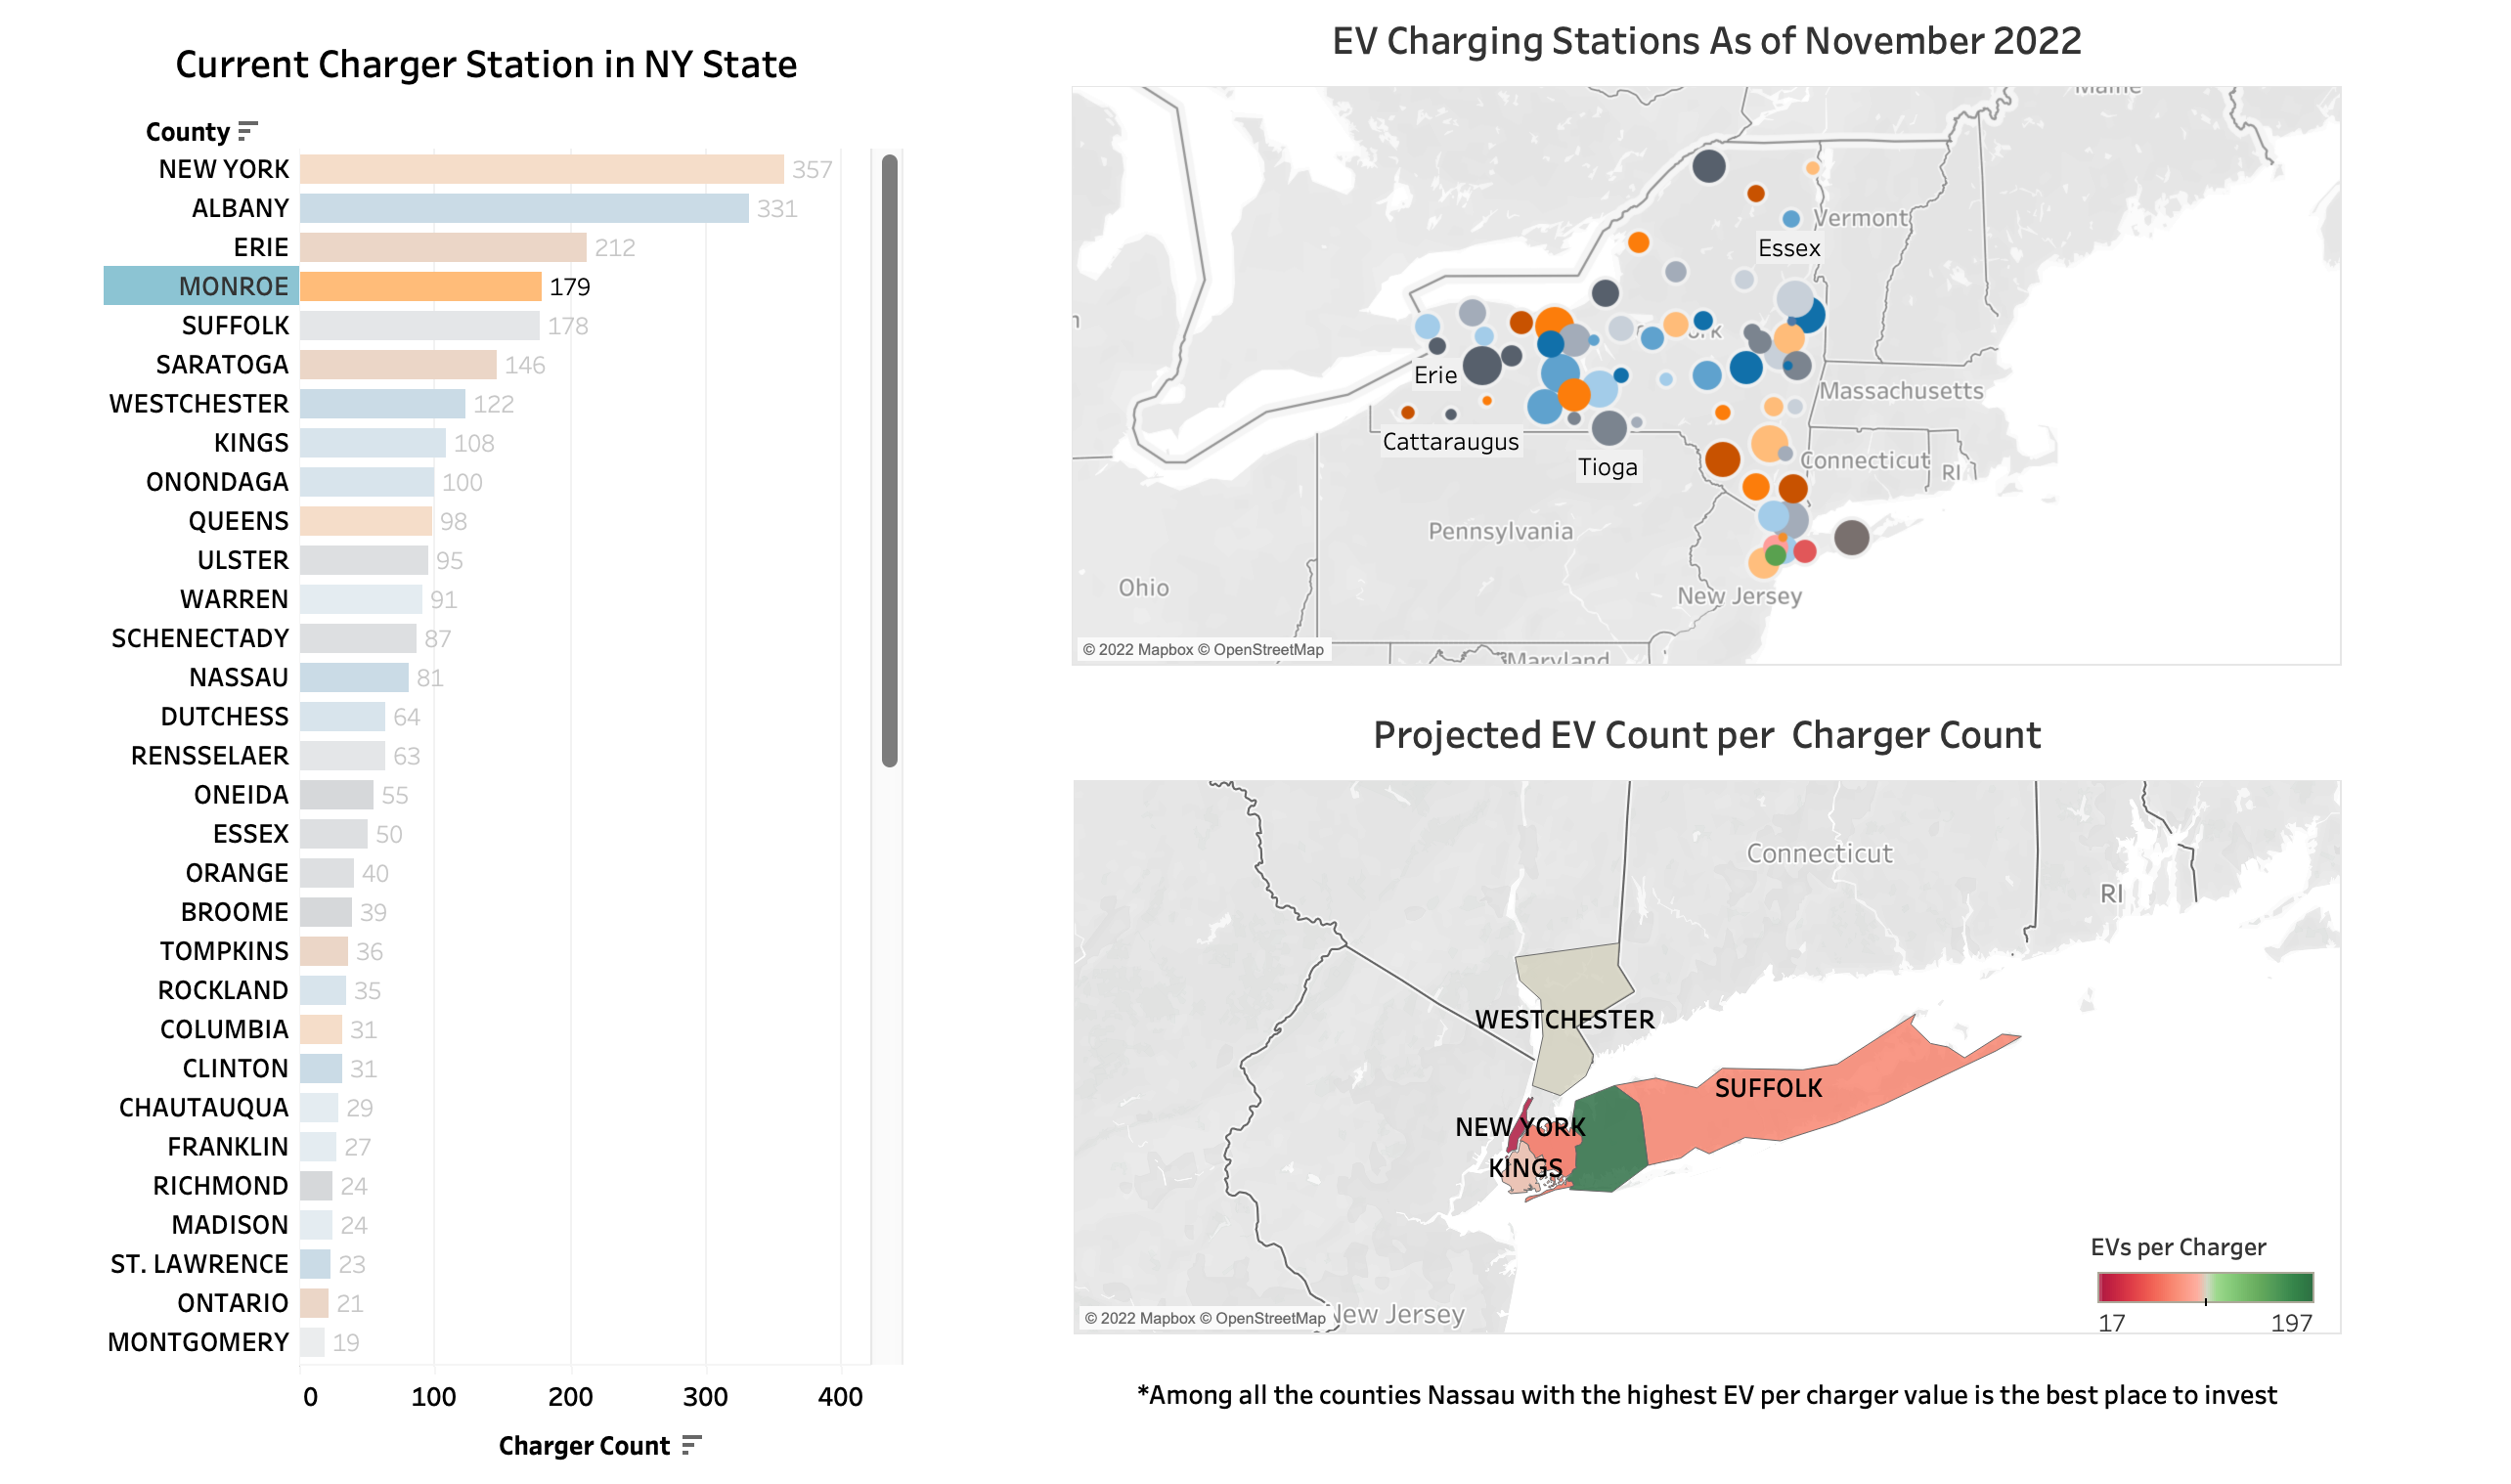 Current Charger Station in NY State
County
NEW YORK 357
ALBANY 331
ERIE 212
MONROE 179
SUFFOLK 178
SARATOGA 146
WESTCHESTER 122
KINGS 108
ONONDAGA 100
QUEENS 98
ULSTER 95
WARREN 91
SCHENECTADY 87
NASSAU 81
DUTCHESS 64
RENSSELAER 63
ONEIDA 55
ESSEX 50
ORANGE 40
BROOME 39
TOMPKINS 36
ROCKLAND 35
COLUMBIA 31
CLINTON 31
CHAUTAUQUA 29
FRANKLIN 27
RICHMOND 24
MADISON 24
ST. LAWRENCE 23
ONTARIO 21
MONTGOMERY 19
0 100 200 300 400
Charger Count
EV Charging Stations As of November 2022
Maine
Vermont
Essex
Erie
Massachusetts
Cattaraugus
Tioga
Connecticut
RI
Pennsylvania
Ohio
New Jersey
© 2022 Mapbox © OpenStreetMap
Maryland
Projected EV Count per Charger Count
Connecticut
RI
WESTCHESTER
SUFFOLK
NEW YORK
KINGS
EVs per Charger
17 197
© 2022 Mapbox © OpenStreetMap
New Jersey
*Among all the counties Nassau with the highest EV per charger value is the best place to invest